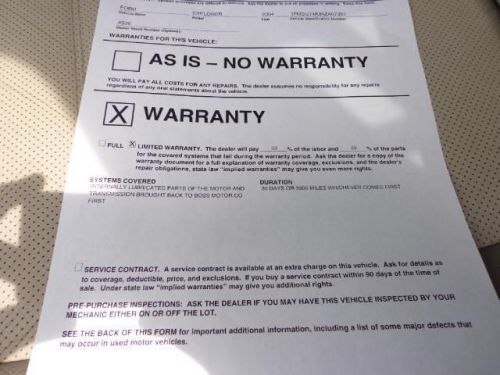 FORD EXPLORER 2004
Vehicle Make Model Year Vehicle Identification Number
Dealer Stock Number (Optional)
WARRANTIES FOR THIS VEHICLE:
AS IS – NO WARRANTY
YOU WILL PAY ALL COSTS FOR ANY REPAIRS. The dealer assumes no responsibility for any repairs
regardless of any oral statements about the vehicle.
X WARRANTY
FULL X LIMITED WARRANTY. The dealer will pay 50 % of the labor and 50 % of the parts
for the covered systems that fail during the warranty period. Ask the dealer for a copy of the
warranty document for a full explanation of warranty coverage, exclusions, and the dealer's
repair obligations, state law "implied warranties" may give you even more rights.
SYSTEMS COVERED DURATION
INTERNALLY LUBRICATED PARTS OF THE MOTOR AND 30 DAYS OR 3000 MILES WHICHEVER COMES FIRST
TRANSMISSION BROUGHT BACK TO BOSS MOTOR CO
FIRST
SERVICE CONTRACT. A service contract is available at an extra charge on this vehicle. Ask for details as
to coverage, deductible, price, and exclusions. If you buy a service contract within 90 days of the time of
sale. Under state law "implied warranties" may give you additional rights.
PRE-PURCHASE INSPECTIONS: ASK THE DEALER IF YOU MAY HAVE THIS VEHICLE INSPECTED BY YOUR
MECHANIC EITHER ON OR OFF THE LOT.
SEE THE BACK OF THIS FORM for important additional information, including a list of some major defects that
may occur in used motor vehicles.